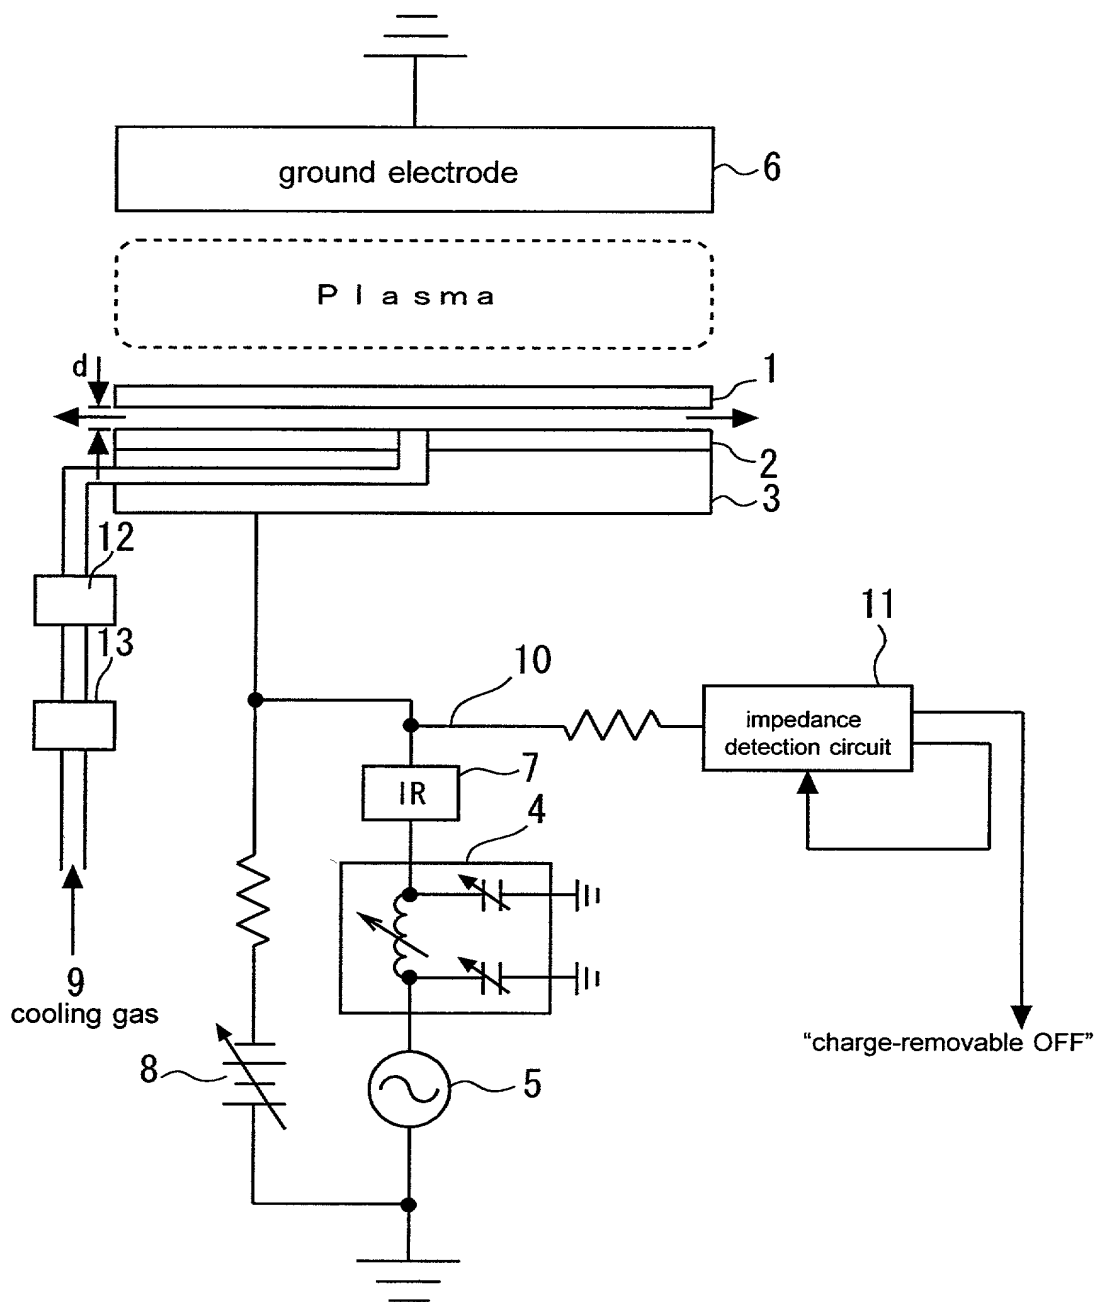 ground electrode
6
Plasma
d
1
2
3
12
13
11
10
impedance
detection circuit
7
IR
4
9
cooling gas
"charge-removable OFF"
8
5